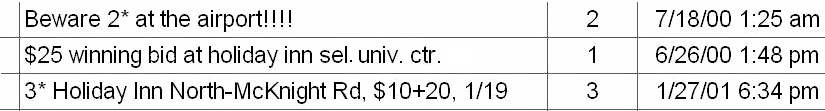 Beware 2* at the airport!!!! 2 7/18/00 1:25 am
$25 winning bid at holiday inn sel. univ. ctr. 1 6/26/00 1:48 pm
3* Holiday Inn North-McKnight Rd, $10+20, 1/19 3 1/27/01 6:34 pm